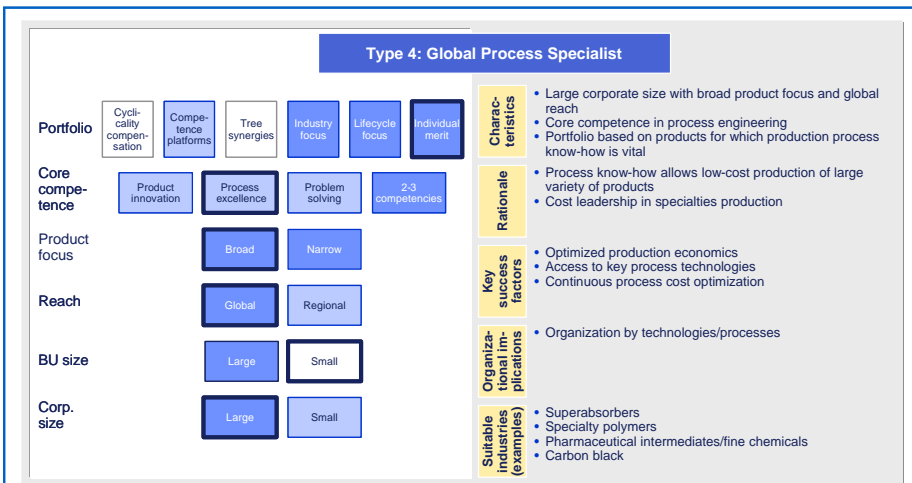 Type 4: Global Process Specialist
Portfolio
Cycli-
cality
compen-
sation
Compe-
tence
platforms
Tree
synergies
Industry
focus
Lifecycle
focus
Individual
merit
Core
compe-
tence
Product
innovation
Process
excellence
Problem
solving
2-3
competencies
Product
focus
Broad
Narrow
Reach
Global
Regional
BU size
Large
Small
Corp.
size
Large
Small
Charac-
teristics
• Large corporate size with broad product focus and global
reach
• Core competence in process engineering
• Portfolio based on products for which production process
know-how is vital
Rationale
• Process know-how allows low-cost production of large
variety of products
• Cost leadership in specialties production
Key
success
factors
• Optimized production economics
• Access to key process technologies
• Continuous process cost optimization
Organiza-
tional im-
plications
• Organization by technologies/processes
Suitable
industries
(examples)
• Superabsorbers
• Specialty polymers
• Pharmaceutical intermediates/fine chemicals
• Carbon black